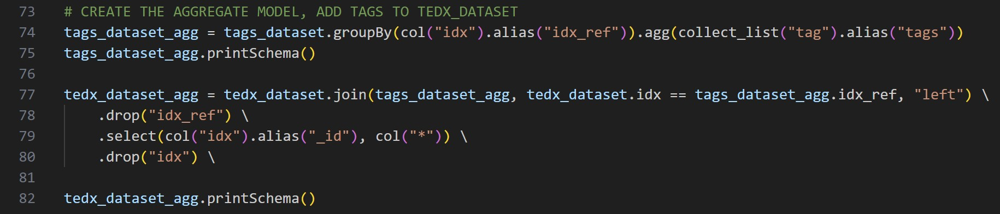 73 # CREATE THE AGGREGATE MODEL, ADD TAGS TO TEDX_DATASET
74 tags_dataset_agg = tags_dataset.groupBy(col("idx").alias("idx_ref")).agg(collect_list("tag").alias("tags"))
75 tags_dataset_agg.printSchema()
76
77 tedx_dataset_agg = tedx_dataset.join(tags_dataset_agg, tedx_dataset.idx == tags_dataset_agg.idx_ref, "left") \
78     .drop("idx_ref") \
79     .select(col("idx").alias("_id"), col("*")) \
80     .drop("idx") \
81
82 tedx_dataset_agg.printSchema()